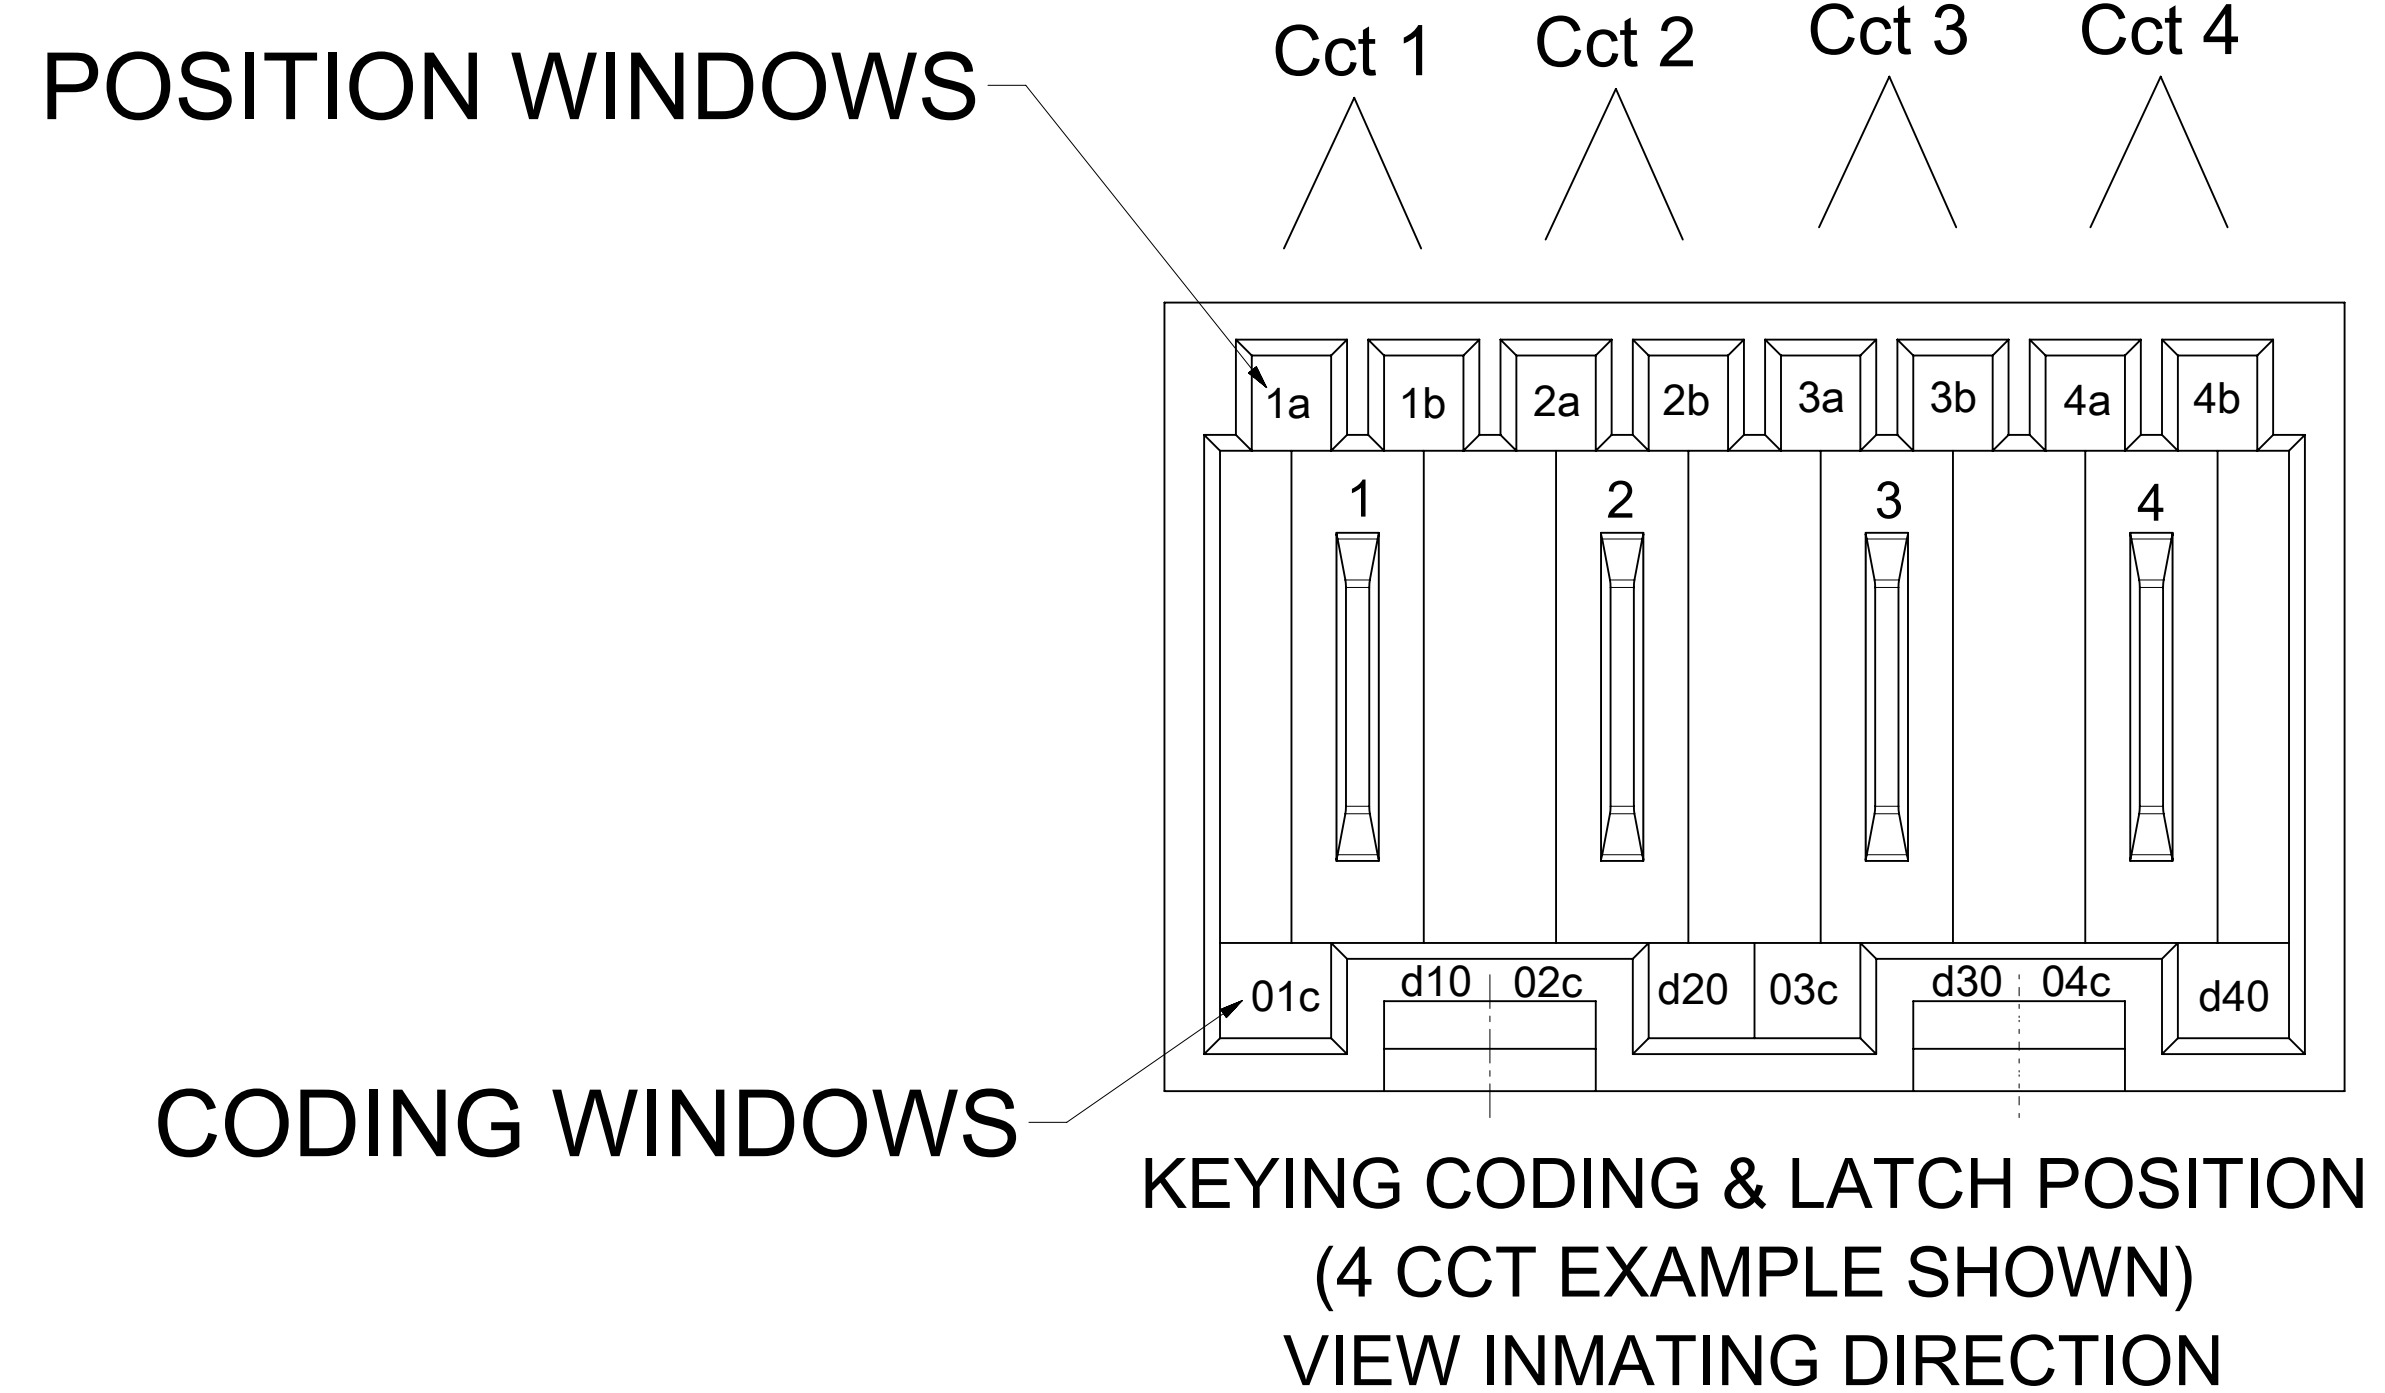 Cct 1 Cct 2 Cct 3 Cct 4
POSITION WINDOWS
1a 1b 2a 2b 3a 3b 4a 4b
1 2 3 4
01c d10 02c d20 03c d30 04c d40
CODING WINDOWS
KEYING CODING & LATCH POSITION
(4 CCT EXAMPLE SHOWN)
VIEW INMATING DIRECTION